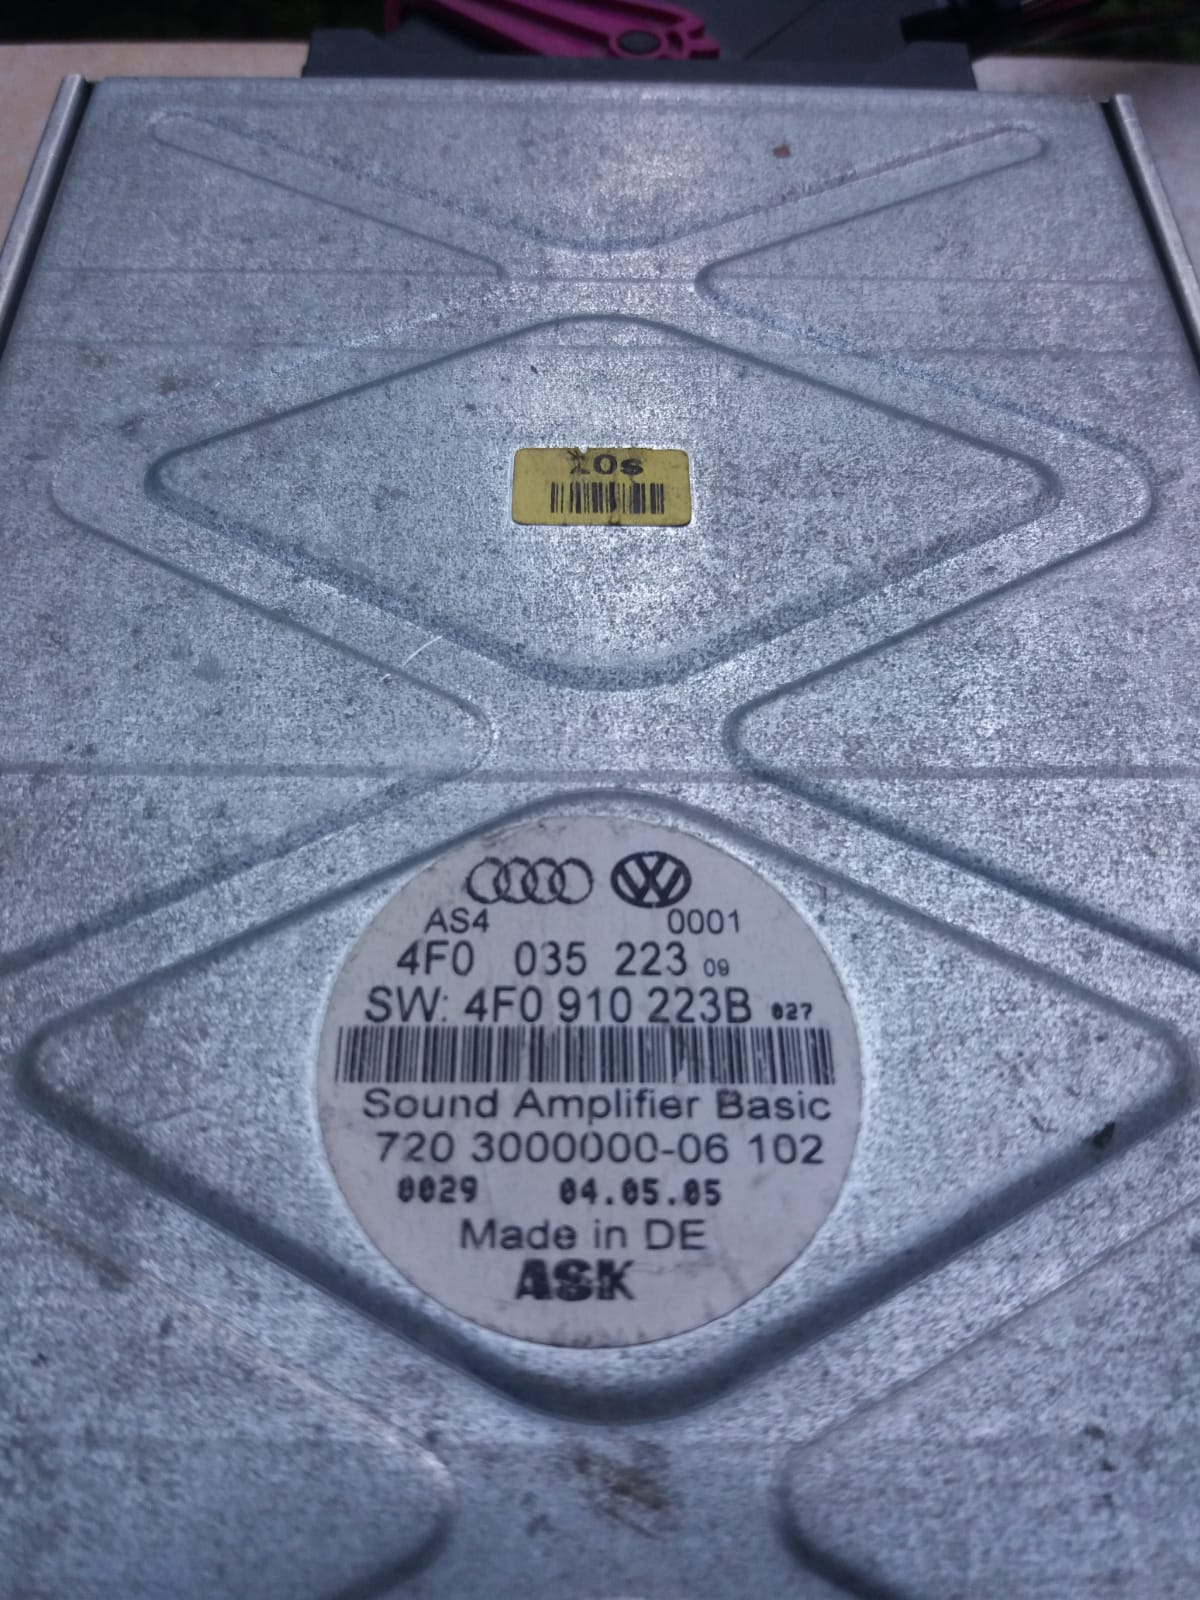 10s
AS4 0001
4F0 035 223 09
SW: 4F0 910 223B 027
Sound Amplifier Basic
720 3000000-06 102
0029 04.05.05
Made in DE
ASK